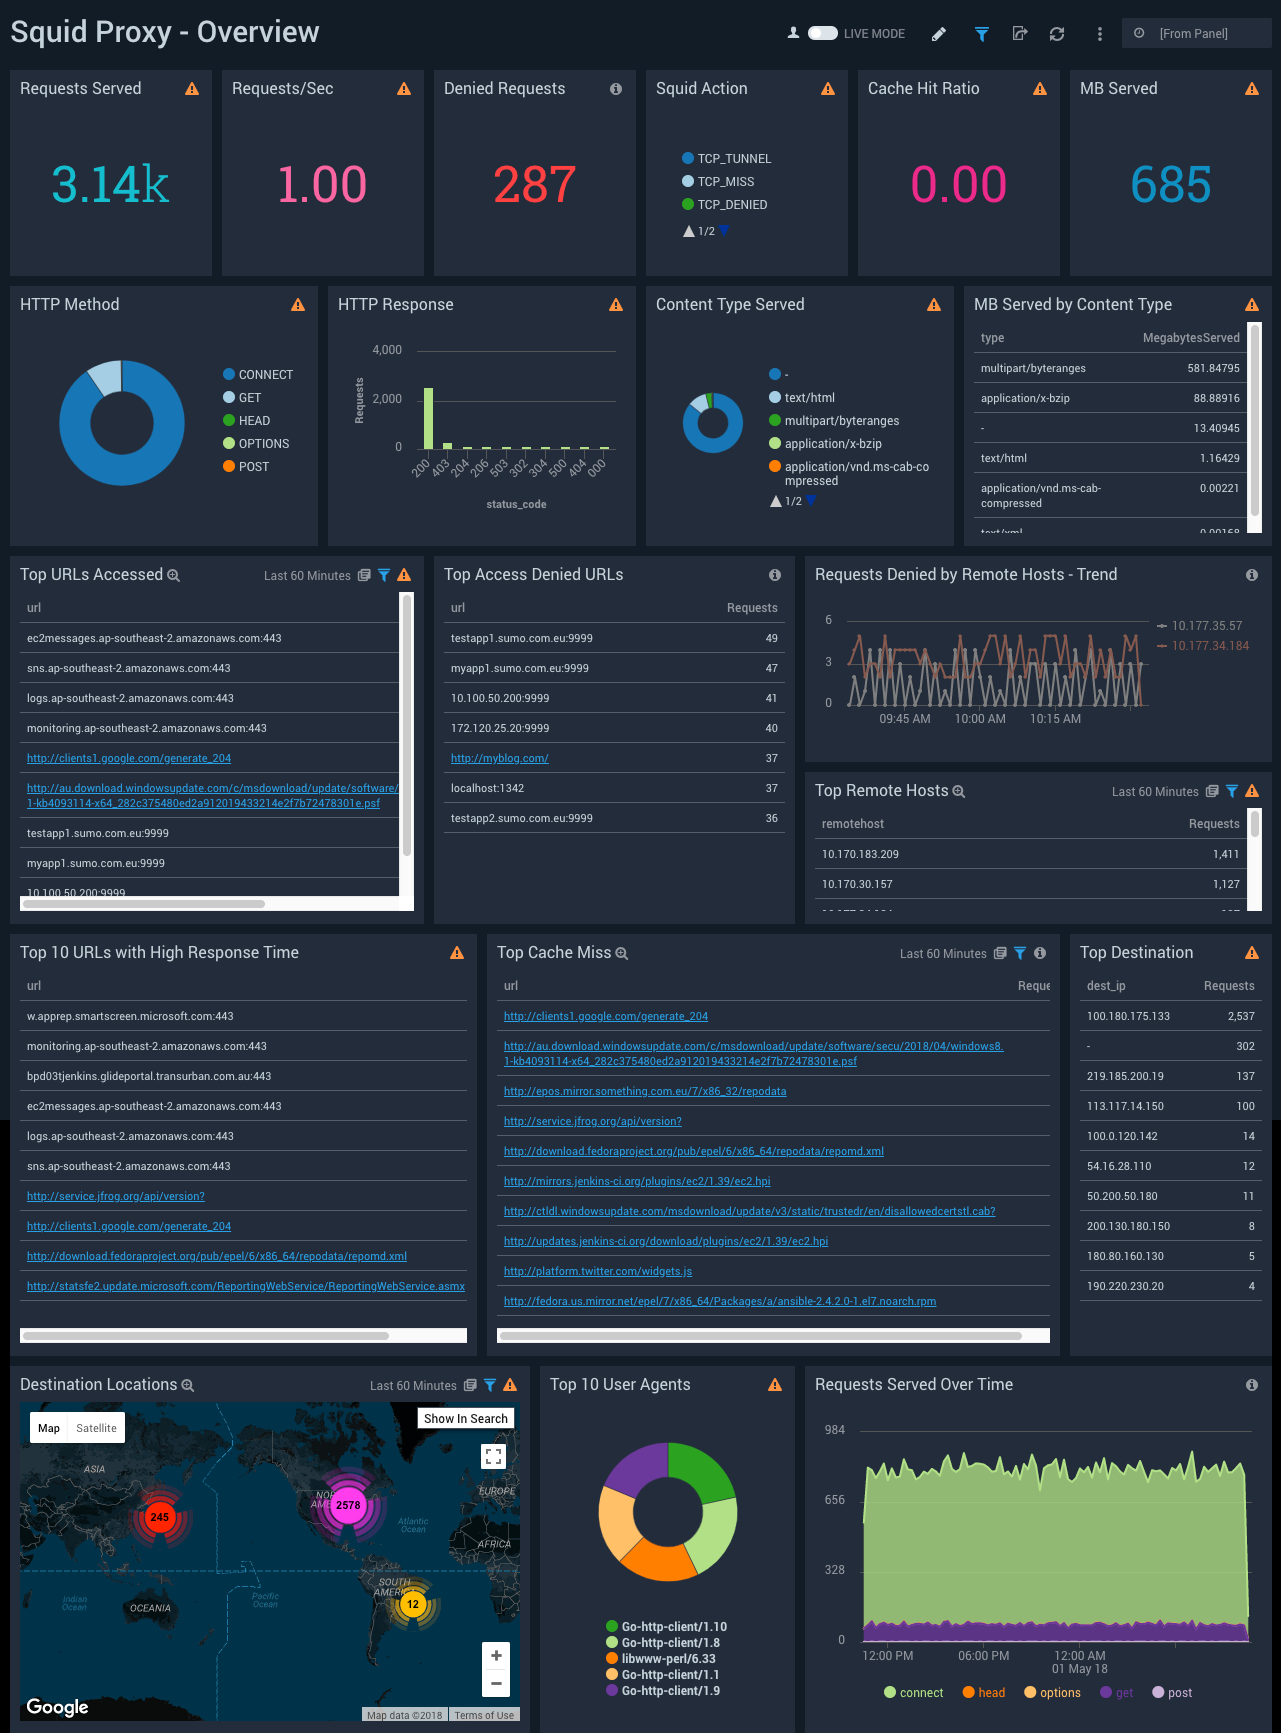 Squid Proxy - Overview
LIVE MODE
[From Panel]
Requests Served
3.14k
Requests/Sec
1.00
Denied Requests
287
Squid Action
TCP_TUNNEL
TCP_MISS
TCP_DENIED
1/2
Cache Hit Ratio
0.00
MB Served
685
HTTP Method
CONNECT
GET
HEAD
OPTIONS
POST
HTTP Response
4,000
2,000
0
Requests
200
403
204
206
503
302
304
500
404
000
status_code
Content Type Served
-
text/html
multipart/byteranges
application/x-bzip
application/vnd.ms-cab-co
mpressed
1/2
MB Served by Content Type
type MegabytesServed
multipart/byteranges 581.84795
application/x-bzip 88.88916
- 13.40945
text/html 1.16429
application/vnd.ms-cab-
compressed 0.00221
text/xml 0.00168
Top URLs Accessed
Last 60 Minutes
url
ec2messages.ap-southeast-2.amazonaws.com:443
sns.ap-southeast-2.amazonaws.com:443
logs.ap-southeast-2.amazonaws.com:443
monitoring.ap-southeast-2.amazonaws.com:443
http://clients1.google.com/generate_204
http://au.download.windowsupdate.com/c/msdownload/update/software/
1-kb4093114-x64_282c375480ed2a912019433214e2f7b72478301e.psf
testapp1.sumo.com.eu:9999
myapp1.sumo.com.eu:9999
10.100.50.200:9999
Top Access Denied URLs
url Requests
testapp1.sumo.com.eu:9999 49
myapp1.sumo.com.eu:9999 47
10.100.50.200:9999 41
172.120.25.20:9999 40
http://myblog.com/ 37
localhost:1342 37
testapp2.sumo.com.eu:9999 36
Requests Denied by Remote Hosts - Trend
6
3
0
09:45 AM
10:00 AM
10:15 AM
10.177.35.57
10.177.34.184
Top Remote Hosts
Last 60 Minutes
remotehost Requests
10.170.183.209 1,411
10.170.30.157 1,127
Top 10 URLs with High Response Time
url
w.apprep.smartscreen.microsoft.com:443
monitoring.ap-southeast-2.amazonaws.com:443
bpd03tjenkins.glideportal.transurban.com.au:443
ec2messages.ap-southeast-2.amazonaws.com:443
logs.ap-southeast-2.amazonaws.com:443
sns.ap-southeast-2.amazonaws.com:443
http://service.jfrog.org/api/version?
http://clients1.google.com/generate_204
http://download.fedoraproject.org/pub/epel/6/x86_64/repodata/repomd.xml
http://statsfe2.update.microsoft.com/ReportingWebService/ReportingWebService.asmx
Top Cache Miss
Last 60 Minutes
url Reque
http://clients1.google.com/generate_204
http://au.download.windowsupdate.com/c/msdownload/update/software/secu/2018/04/windows8.
1-kb4093114-x64_282c375480ed2a912019433214e2f7b72478301e.psf
http://epos.mirror.something.com.eu/7/x86_32/repodata
http://service.jfrog.org/api/version?
http://download.fedoraproject.org/pub/epel/6/x86_64/repodata/repomd.xml
http://mirrors.jenkins-ci.org/plugins/ec2/1.39/ec2.hpi
http://ctldl.windowsupdate.com/msdownload/update/v3/static/trustedr/en/disallowedcertstl.cab?
http://updates.jenkins-ci.org/download/plugins/ec2/1.39/ec2.hpi
http://platform.twitter.com/widgets.js
http://fedora.us.mirror.net/epel/7/x86_64/Packages/a/ansible-2.4.2.0-1.el7.noarch.rpm
Top Destination
dest_ip Requests
100.180.175.133 2,537
- 302
219.185.200.19 137
113.117.14.150 100
100.0.120.142 14
54.16.28.110 12
50.200.50.180 11
200.130.180.150 8
180.80.160.130 5
190.220.230.20 4
Destination Locations
Last 60 Minutes
Map
Satellite
Show In Search
ASIA
NOR
AME
EUROPE
Atlantic
Ocean
AFRICA
SOUTH
AMERI
Indian
Ocean
OCEANIA
Pacific
Ocean
245
2578
12
+
−
Google
Map data ©2018
Terms of Use
Top 10 User Agents
Go-http-client/1.10
Go-http-client/1.8
libwww-perl/6.33
Go-http-client/1.1
Go-http-client/1.9
Requests Served Over Time
984
656
328
0
12:00 PM
06:00 PM
12:00 AM
01 May 18
connect
head
options
get
post